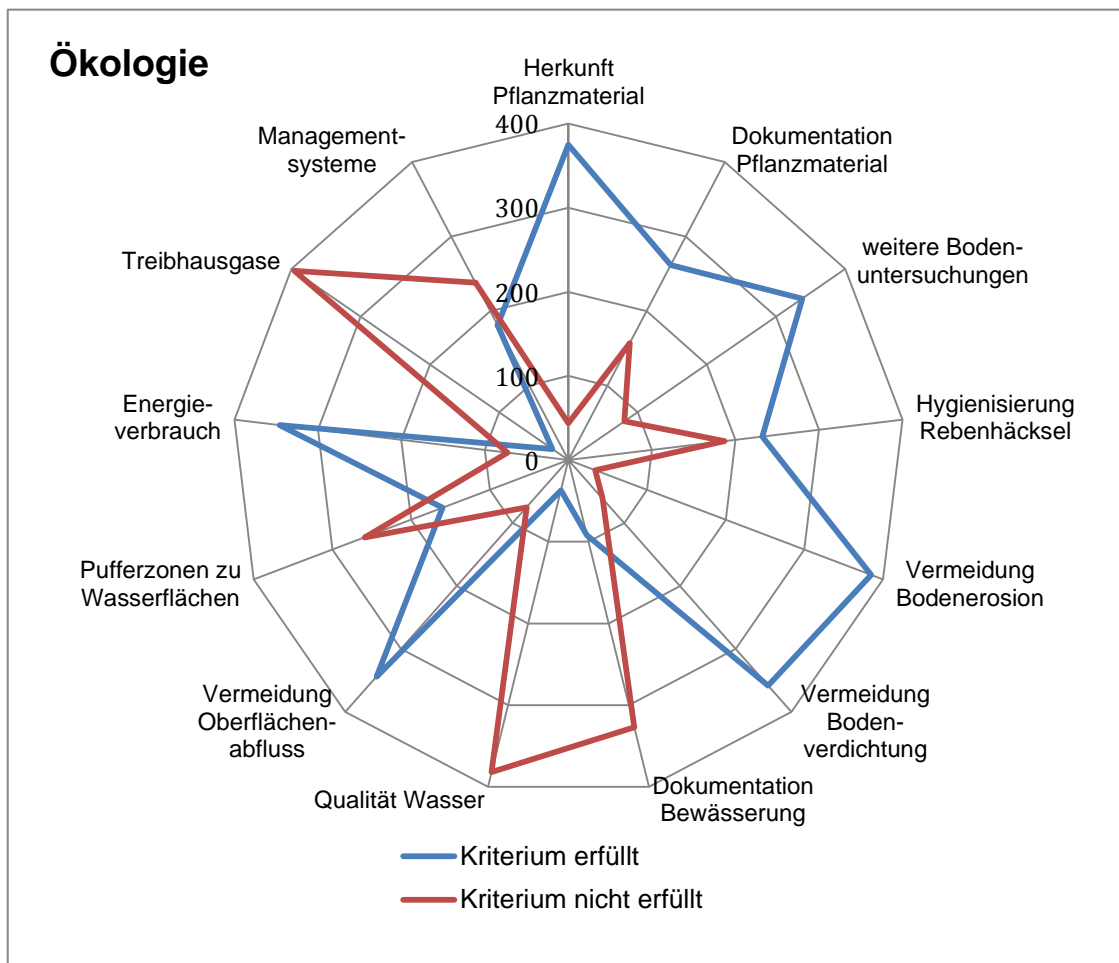 Ökologie
Herkunft
Pflanzmaterial
Dokumentation
Pflanzmaterial
weitere Boden-
untersuchungen
Hygienisierung
Rebenhäcksel
Vermeidung
Bodenerosion
Vermeidung
Boden-
verdichtung
Dokumentation
Bewässerung
Qualität Wasser
Vermeidung
Oberflächen-
abfluss
Pufferzonen zu
Wasserflächen
Energie-
verbrauch
Treibhausgase
Management-
systeme
400
300
200
100
0
Kriterium erfüllt
Kriterium nicht erfüllt